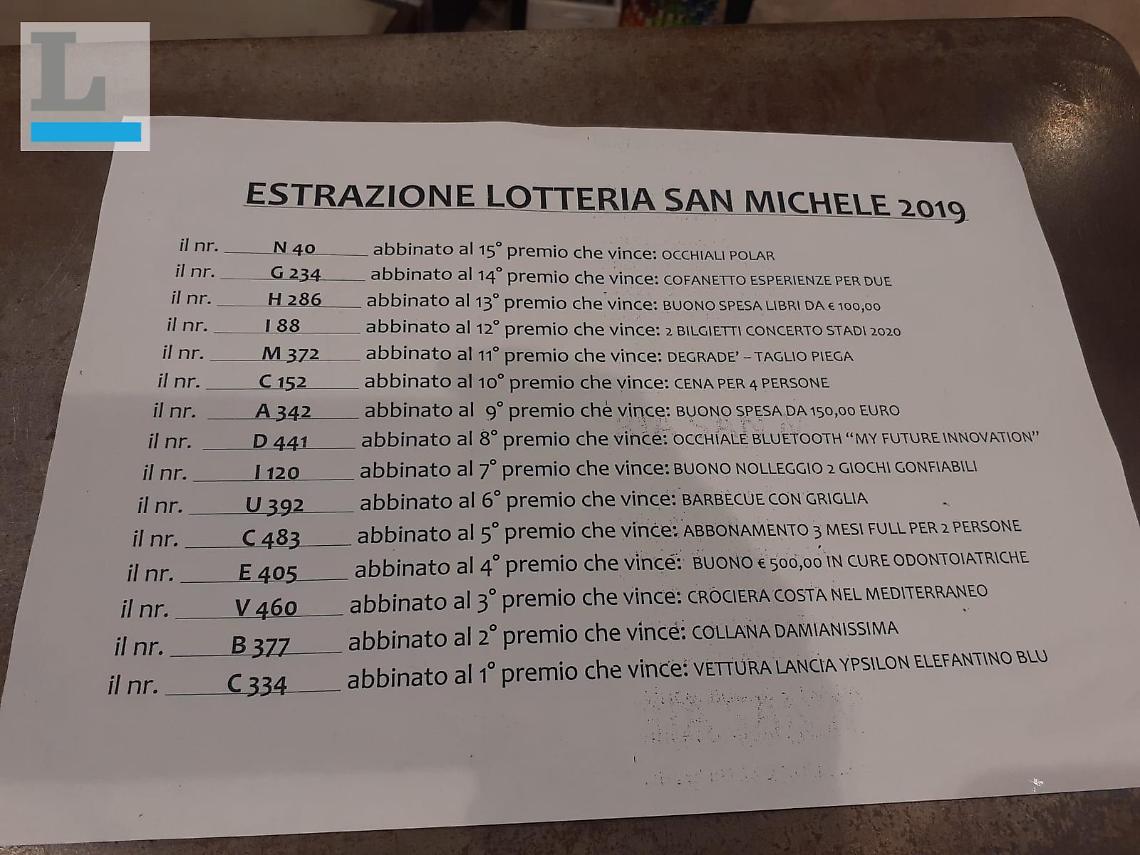 L
ESTRAZIONE LOTTERIA SAN MICHELE 2019
il nr. N 40 abbinato al 15° premio che vince: OCCHIALI POLAR
il nr. G 234 abbinato al 14° premio che vince: COFANETTO ESPERIENZE PER DUE
il nr. H 286 abbinato al 13° premio che vince: BUONO SPESA LIBRI DA € 100,00
il nr. I 88 abbinato al 12° premio che vince: 2 BILGIETTI CONCERTO STADI 2020
il nr. M 372 abbinato al 11° premio che vince: DEGRADE' – TAGLIO PIEGA
il nr. C 152 abbinato al 10° premio che vince: CENA PER 4 PERSONE
il nr. A 342 abbinato al 9° premio che vince: BUONO SPESA DA 150,00 EURO
il nr. D 441 abbinato al 8° premio che vince: OCCHIALE BLUETOOTH "MY FUTURE INNOVATION"
il nr. I 120 abbinato al 7° premio che vince: BUONO NOLLEGGIO 2 GIOCHI GONFIABILI
il nr. U 392 abbinato al 6° premio che vince: BARBECUE CON GRIGLIA
il nr. C 483 abbinato al 5° premio che vince: ABBONAMENTO 3 MESI FULL PER 2 PERSONE
il nr. E 405 abbinato al 4° premio che vince: BUONO € 500,00 IN CURE ODONTOIATRICHE
il nr. V 460 abbinato al 3° premio che vince: CROCIERA COSTA NEL MEDITERRANEO
il nr. B 377 abbinato al 2° premio che vince: COLLANA DAMIANISSIMA
il nr. C 334 abbinato al 1° premio che vince: VETTURA LANCIA YPSILON ELEFANTINO BLU